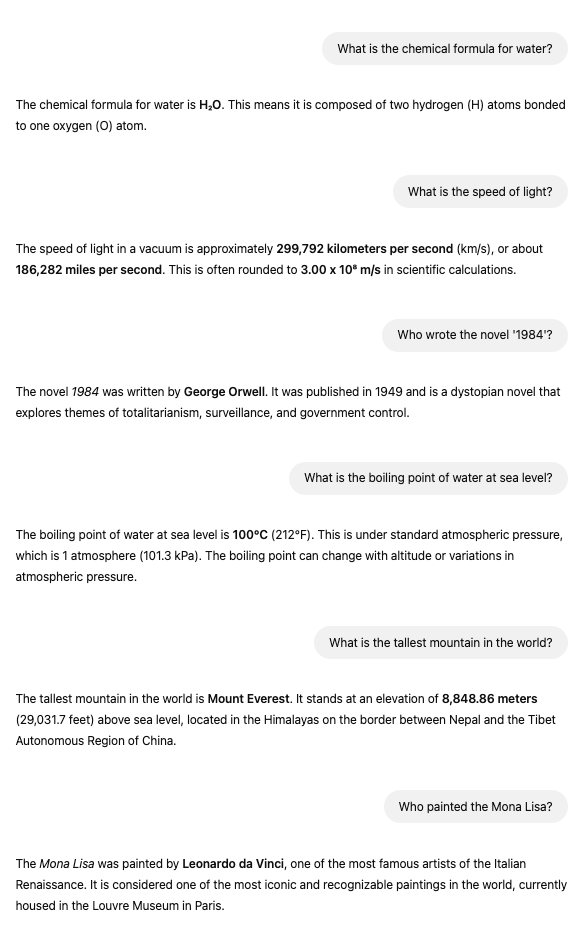 What is the chemical formula for water?
The chemical formula for water is H₂O. This means it is composed of two hydrogen (H) atoms bonded
to one oxygen (O) atom.
What is the speed of light?
The speed of light in a vacuum is approximately 299,792 kilometers per second (km/s), or about
186,282 miles per second. This is often rounded to 3.00 x 10⁸ m/s in scientific calculations.
Who wrote the novel '1984'?
The novel 1984 was written by George Orwell. It was published in 1949 and is a dystopian novel that
explores themes of totalitarianism, surveillance, and government control.
What is the boiling point of water at sea level?
The boiling point of water at sea level is 100°C (212°F). This is under standard atmospheric pressure,
which is 1 atmosphere (101.3 kPa). The boiling point can change with altitude or variations in
atmospheric pressure.
What is the tallest mountain in the world?
The tallest mountain in the world is Mount Everest. It stands at an elevation of 8,848.86 meters
(29,031.7 feet) above sea level, located in the Himalayas on the border between Nepal and the Tibet
Autonomous Region of China.
Who painted the Mona Lisa?
The Mona Lisa was painted by Leonardo da Vinci, one of the most famous artists of the Italian
Renaissance. It is considered one of the most iconic and recognizable paintings in the world, currently
housed in the Louvre Museum in Paris.